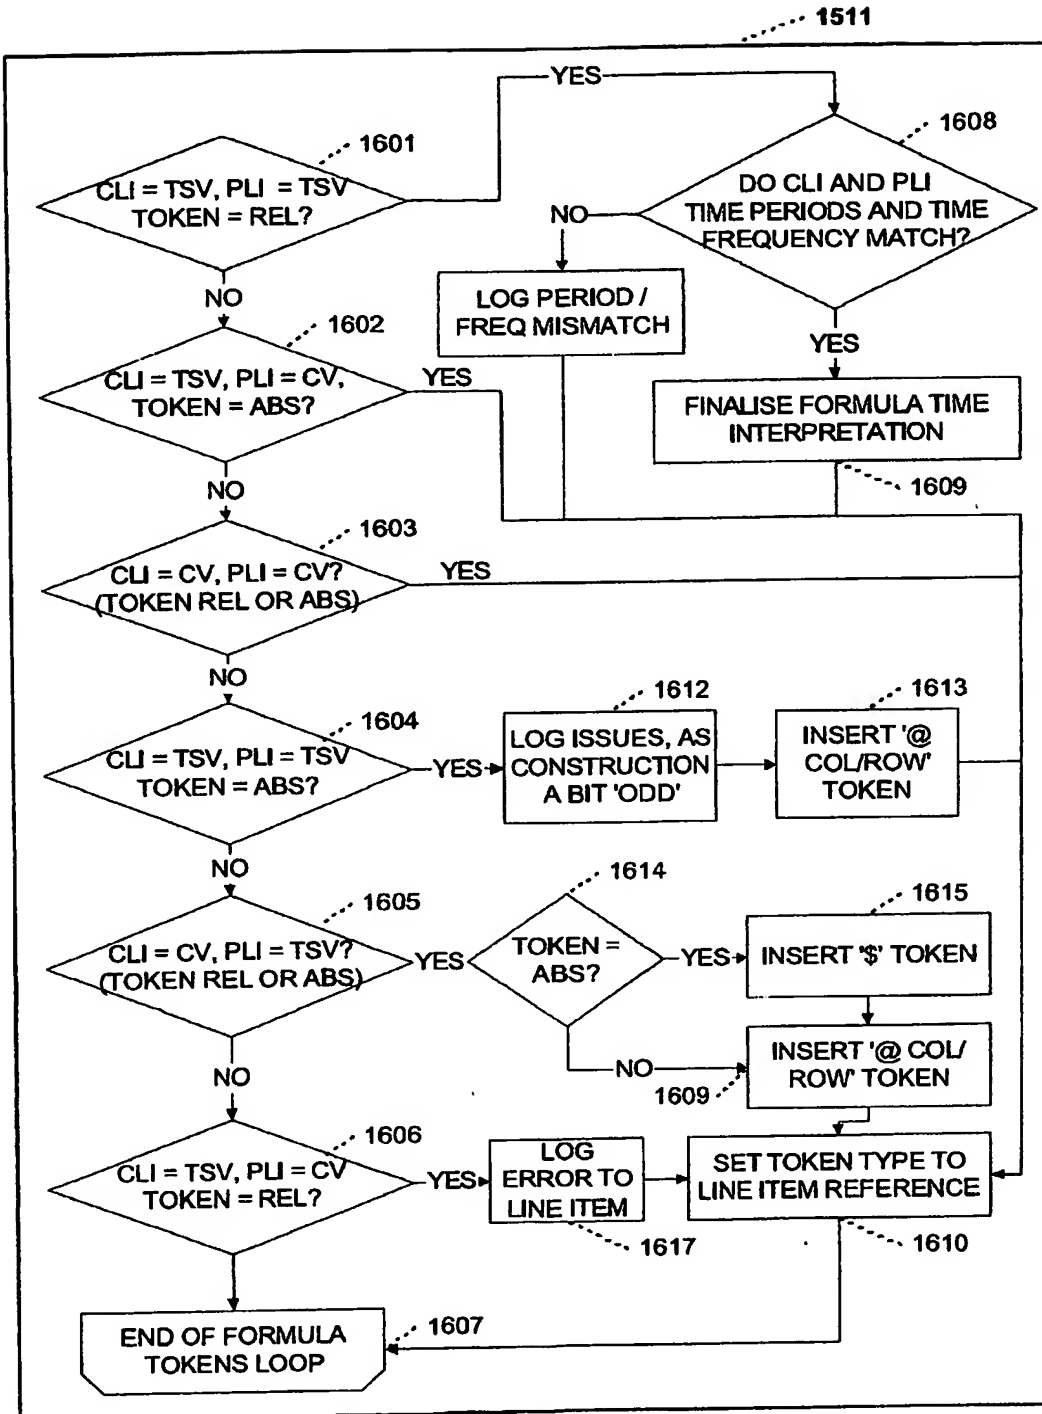 1511
YES
1601
CLI = TSV, PLI = TSV
TOKEN = REL?
1608
DO CLI AND PLI
TIME PERIODS AND TIME
FREQUENCY MATCH?
NO
LOG PERIOD /
FREQ MISMATCH
NO
1602
CLI = TSV, PLI = CV,
TOKEN = ABS?
YES
YES
FINALISE FORMULA TIME
INTERPRETATION
1609
NO
1603
CLI = CV, PLI = CV?
(TOKEN REL OR ABS)
YES
NO
1604
CLI = TSV, PLI = TSV
TOKEN = ABS?
YES
1612
LOG ISSUES, AS
CONSTRUCTION
A BIT 'ODD'
1613
INSERT '@
COL/ROW'
TOKEN
NO
1605
CLI = CV, PLI = TSV?
(TOKEN REL OR ABS)
YES
1614
TOKEN =
ABS?
YES
1615
INSERT '$' TOKEN
NO
INSERT '@ COL/
ROW' TOKEN
1609
NO
1606
CLI = TSV, PLI = CV
TOKEN = REL?
YES
LOG
ERROR TO
LINE ITEM
1617
SET TOKEN TYPE TO
LINE ITEM REFERENCE
1610
END OF FORMULA
TOKENS LOOP
1607